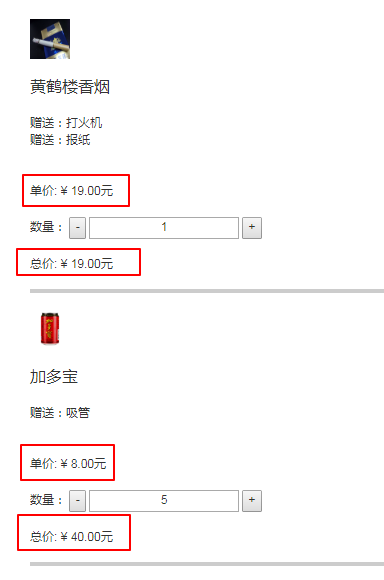 黄鹤楼香烟
赠送：打火机
赠送：报纸
单价: ¥ 19.00元
数量： - 1 +
总价: ¥ 19.00元
加多宝
赠送：吸管
单价: ¥ 8.00元
数量： - 5 +
总价: ¥ 40.00元